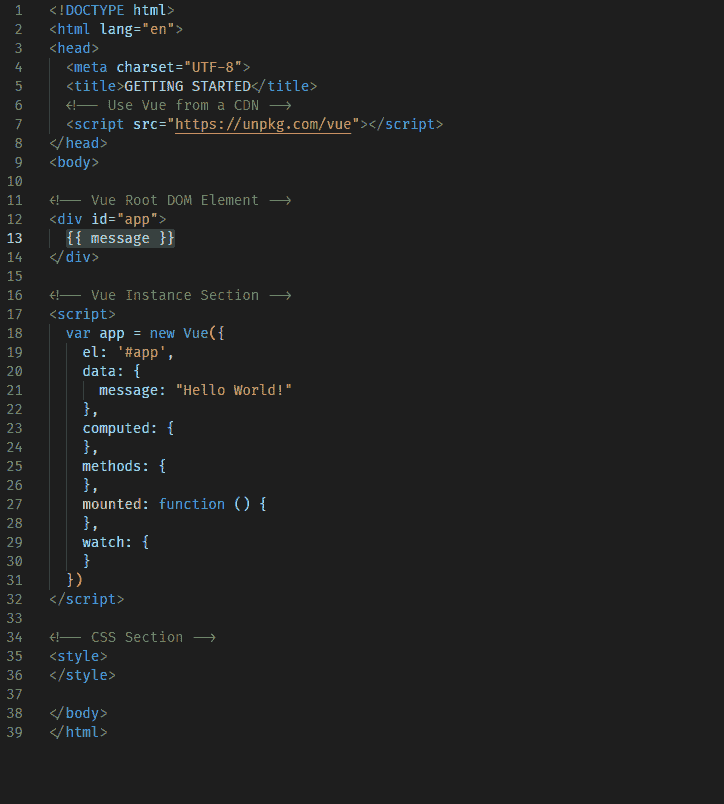 1 <!DOCTYPE html>
2 <html lang="en">
3 <head>
4   <meta charset="UTF-8">
5   <title>GETTING STARTED</title>
6   <!-- Use Vue from a CDN -->
7   <script src="https://unpkg.com/vue"></script>
8 </head>
9 <body>
10
11 <!-- Vue Root DOM Element -->
12 <div id="app">
13   {{ message }}
14 </div>
15
16 <!-- Vue Instance Section -->
17 <script>
18   var app = new Vue({
19     el: '#app',
20     data: {
21       message: "Hello World!"
22     },
23     computed: {
24     },
25     methods: {
26     },
27     mounted: function () {
28     },
29     watch: {
30     }
31   })
32 </script>
33
34 <!-- CSS Section -->
35 <style>
36 </style>
37
38 </body>
39 </html>